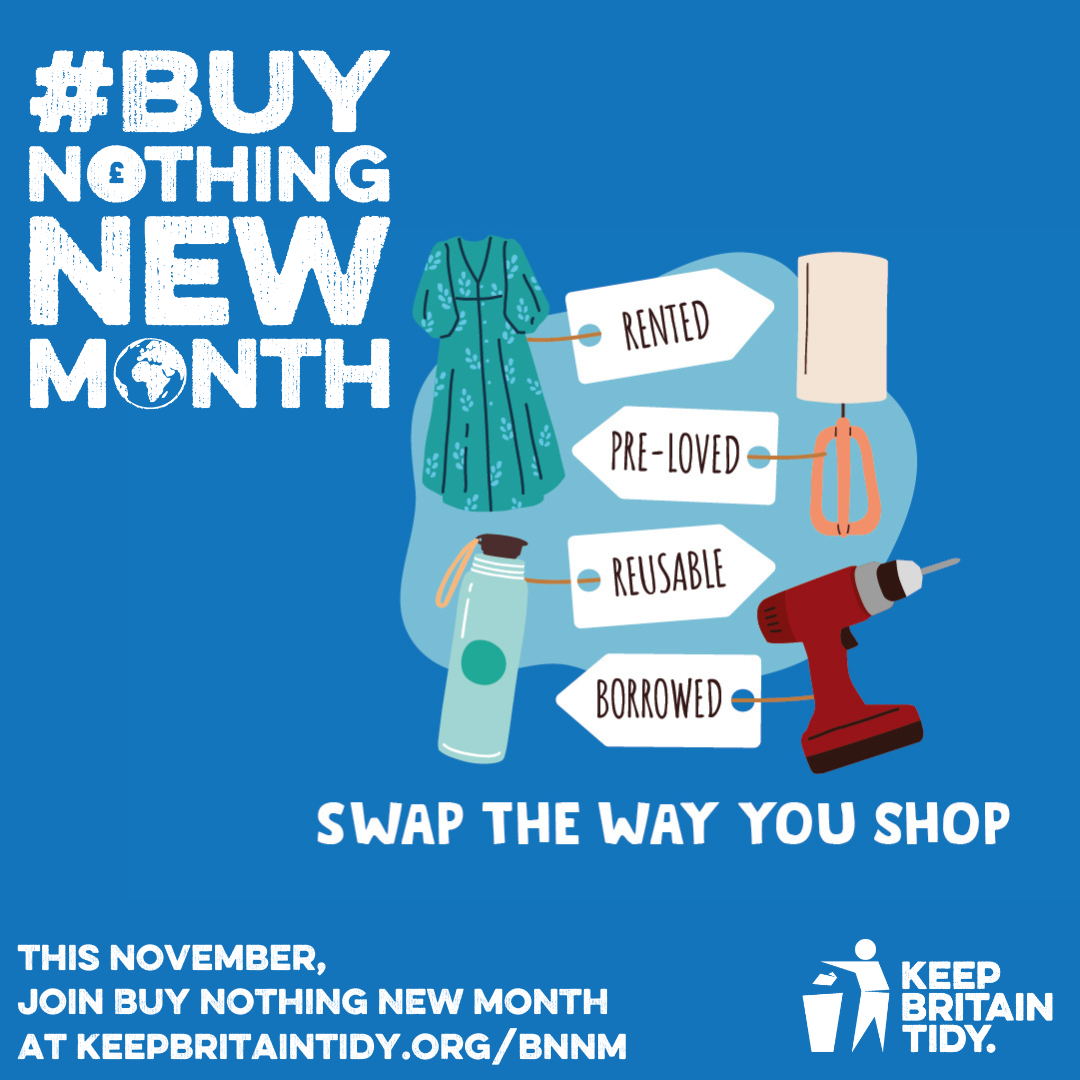 #BUY
NOTHING
£
NEW
MONTH
RENTED
PRE-LOVED
REUSABLE
BORROWED
SWAP THE WAY YOU SHOP
THIS NOVEMBER,
JOIN BUY NOTHING NEW MONTH
AT KEEPBRITAINTIDY.ORG/BNNM
KEEP
BRITAIN
TIDY.